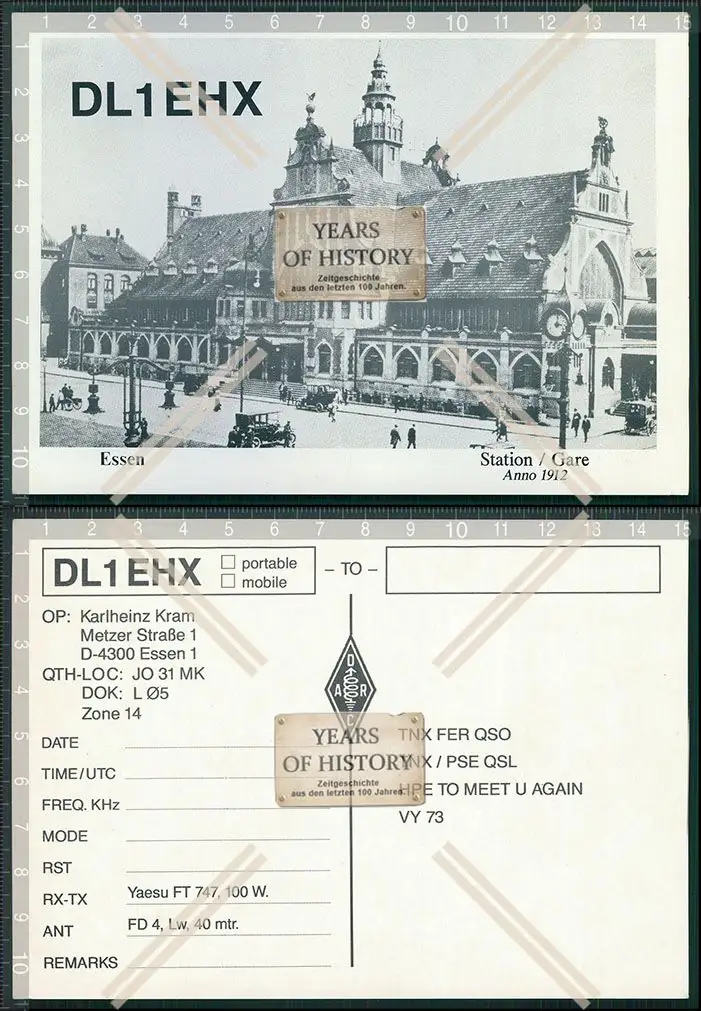 1 2 3 4 5 6 7 8 9 10 11 12 13 14 15
1
2
3
4
5
6
7
8
9
10
DL1EHX
YEARS
OF HISTORY
Zeitgeschichte
aus den letzten 100 Jahren.
Essen
Station / Gare
Anno 1912
1 2 3 4 5 6 7 8 9 10 11 12 13 14 15
1
2
3
4
5
6
7
8
9
10
DL1EHX
portable
mobile
– TO –
OP: Karlheinz Kram
Metzer Straße 1
D-4300 Essen 1
QTH-LOC: JO 31 MK
DOK: L Ø5
Zone 14
D
A R
C
DATE
TIME/UTC
FREQ. KHz
MODE
RST
RX-TX Yaesu FT 747, 100 W.
ANT FD 4, Lw, 40 mtr.
REMARKS
YEARS
OF HISTORY
Zeitgeschichte
aus den letzten 100 Jahren.
TNX FER QSO
TNX / PSE QSL
HPE TO MEET U AGAIN
VY 73